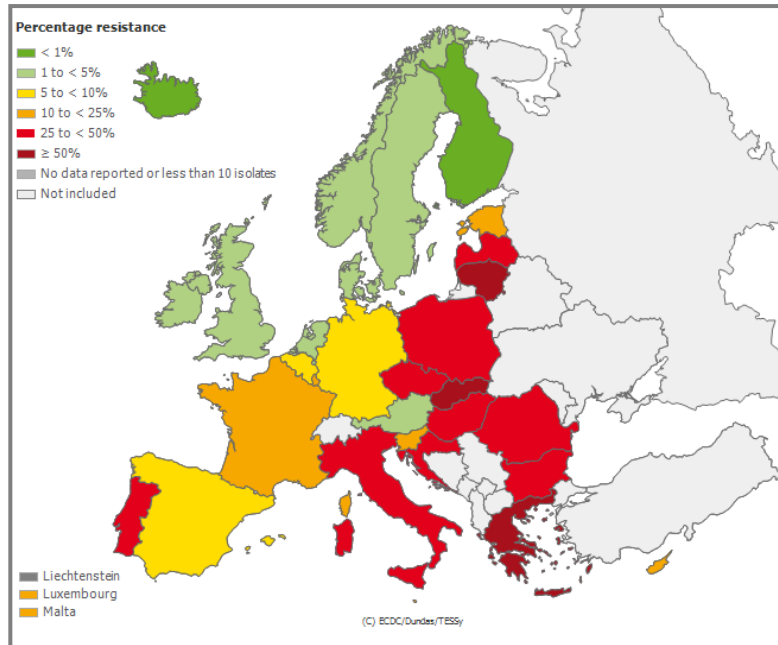 Percentage resistance
< 1%
1 to < 5%
5 to < 10%
10 to < 25%
25 to < 50%
≥ 50%
No data reported or less than 10 isolates
Not included
Liechtenstein
Luxembourg
Malta
(C) ECDC/Dundas/TESSy